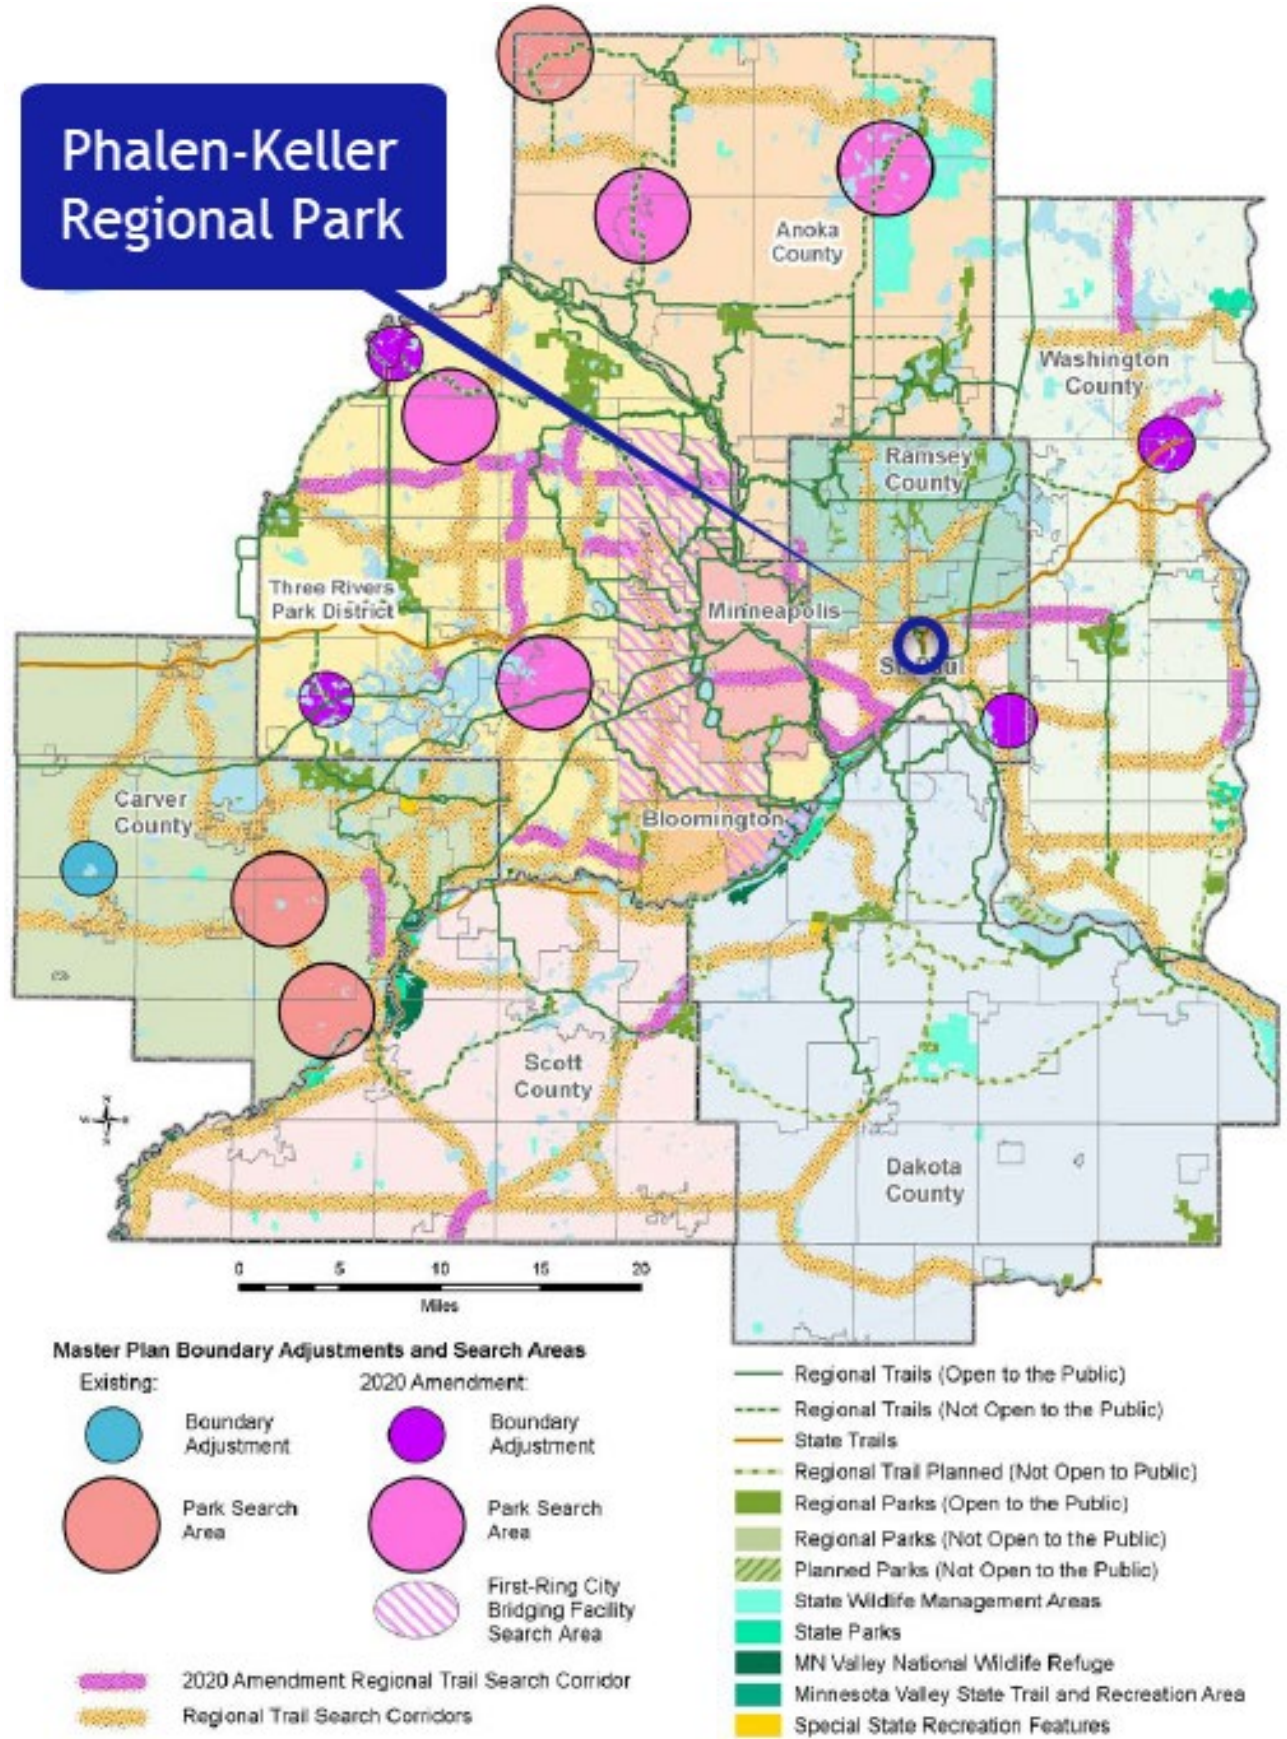 Phalen-Keller
Regional Park
Anoka
County
Washington
County
Ramsey
County
Three Rivers
Park District
Minneapolis
St. Paul
Carver
County
Bloomington
Scott
County
Dakota
County
0 5 10 15 20
Miles
Master Plan Boundary Adjustments and Search Areas
Existing:
Boundary
Adjustment
Park Search
Area
2020 Amendment:
Boundary
Adjustment
Park Search
Area
First-Ring City
Bridging Facility
Search Area
2020 Amendment Regional Trail Search Corridor
Regional Trail Search Corridors
Regional Trails (Open to the Public)
Regional Trails (Not Open to the Public)
State Trails
Regional Trail Planned (Not Open to Public)
Regional Parks (Open to the Public)
Regional Parks (Not Open to the Public)
Planned Parks (Not Open to the Public)
State Wildlife Management Areas
State Parks
MN Valley National Wildlife Refuge
Minnesota Valley State Trail and Recreation Area
Special State Recreation Features